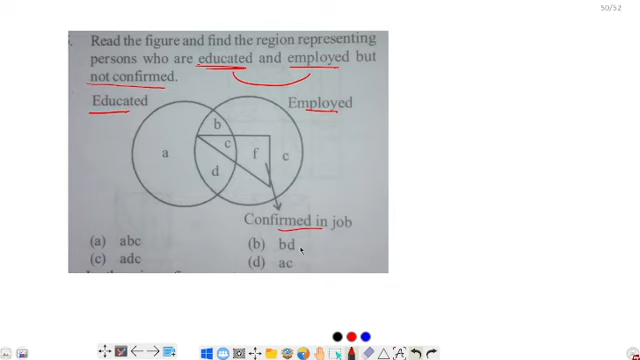 50/52
Read the figure and find the region representing
persons who are educated and employed but
not confirmed.
Educated
Employed
b
c
a
f
c
d
Confirmed in job
(a) abc
(b) bd
(c) adc
(d) ac